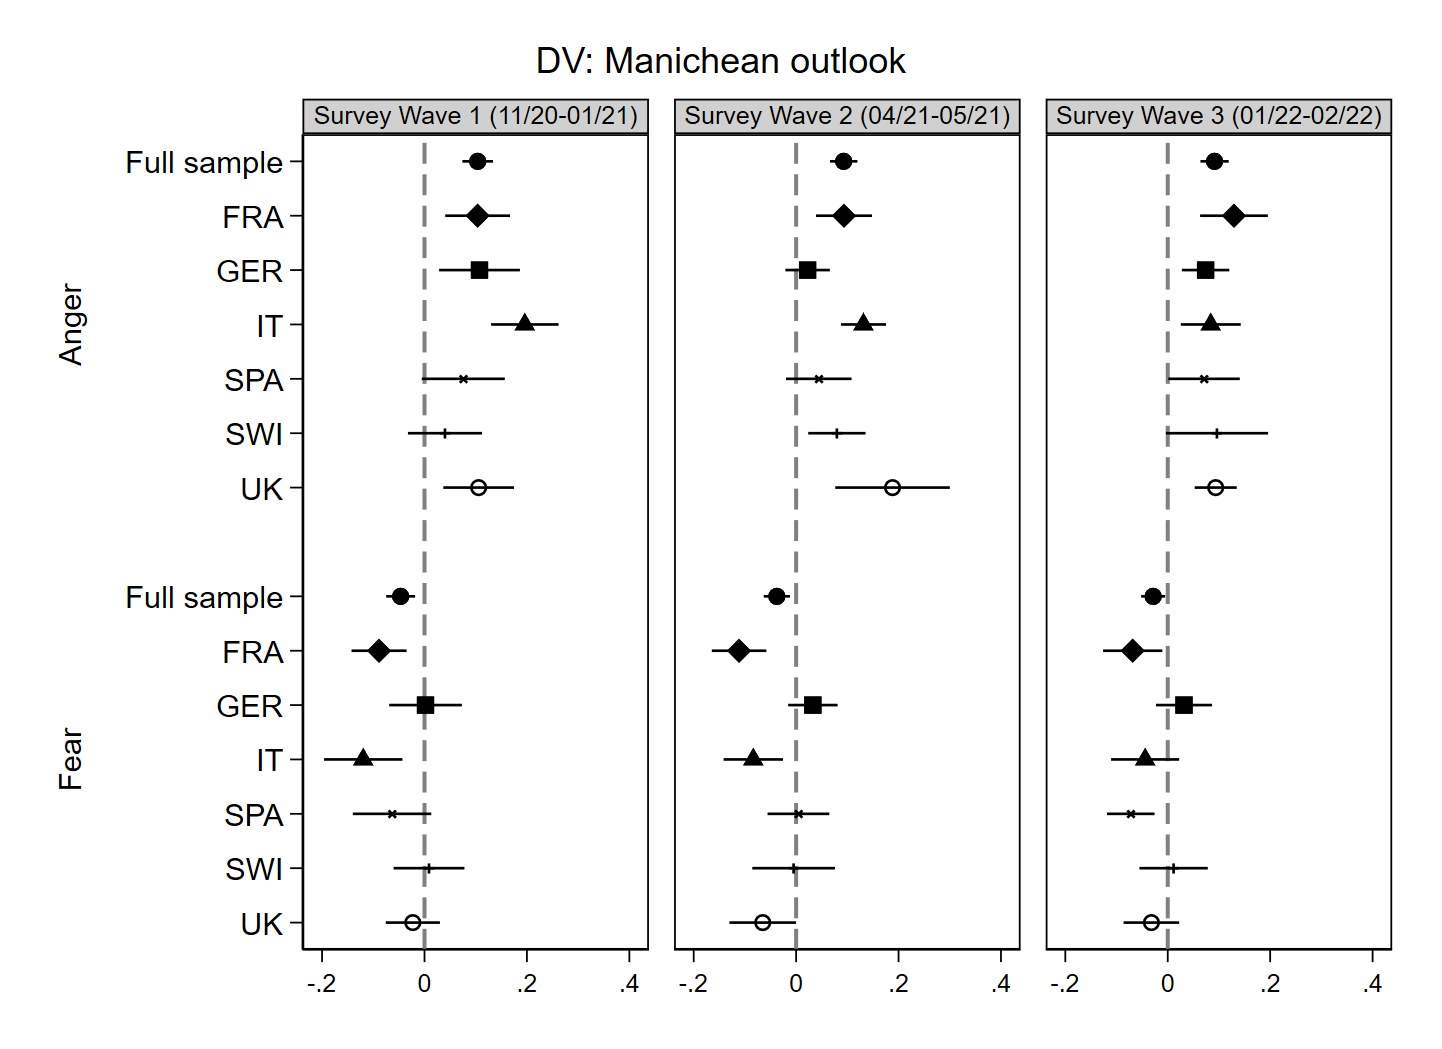 DV: Manichean outlook
Survey Wave 1 (11/20-01/21)
Survey Wave 2 (04/21-05/21)
Survey Wave 3 (01/22-02/22)
Anger
Full sample
FRA
GER
IT
SPA
SWI
UK
Fear
Full sample
FRA
GER
IT
SPA
SWI
UK
-.2 0 .2 .4
-.2 0 .2 .4
-.2 0 .2 .4